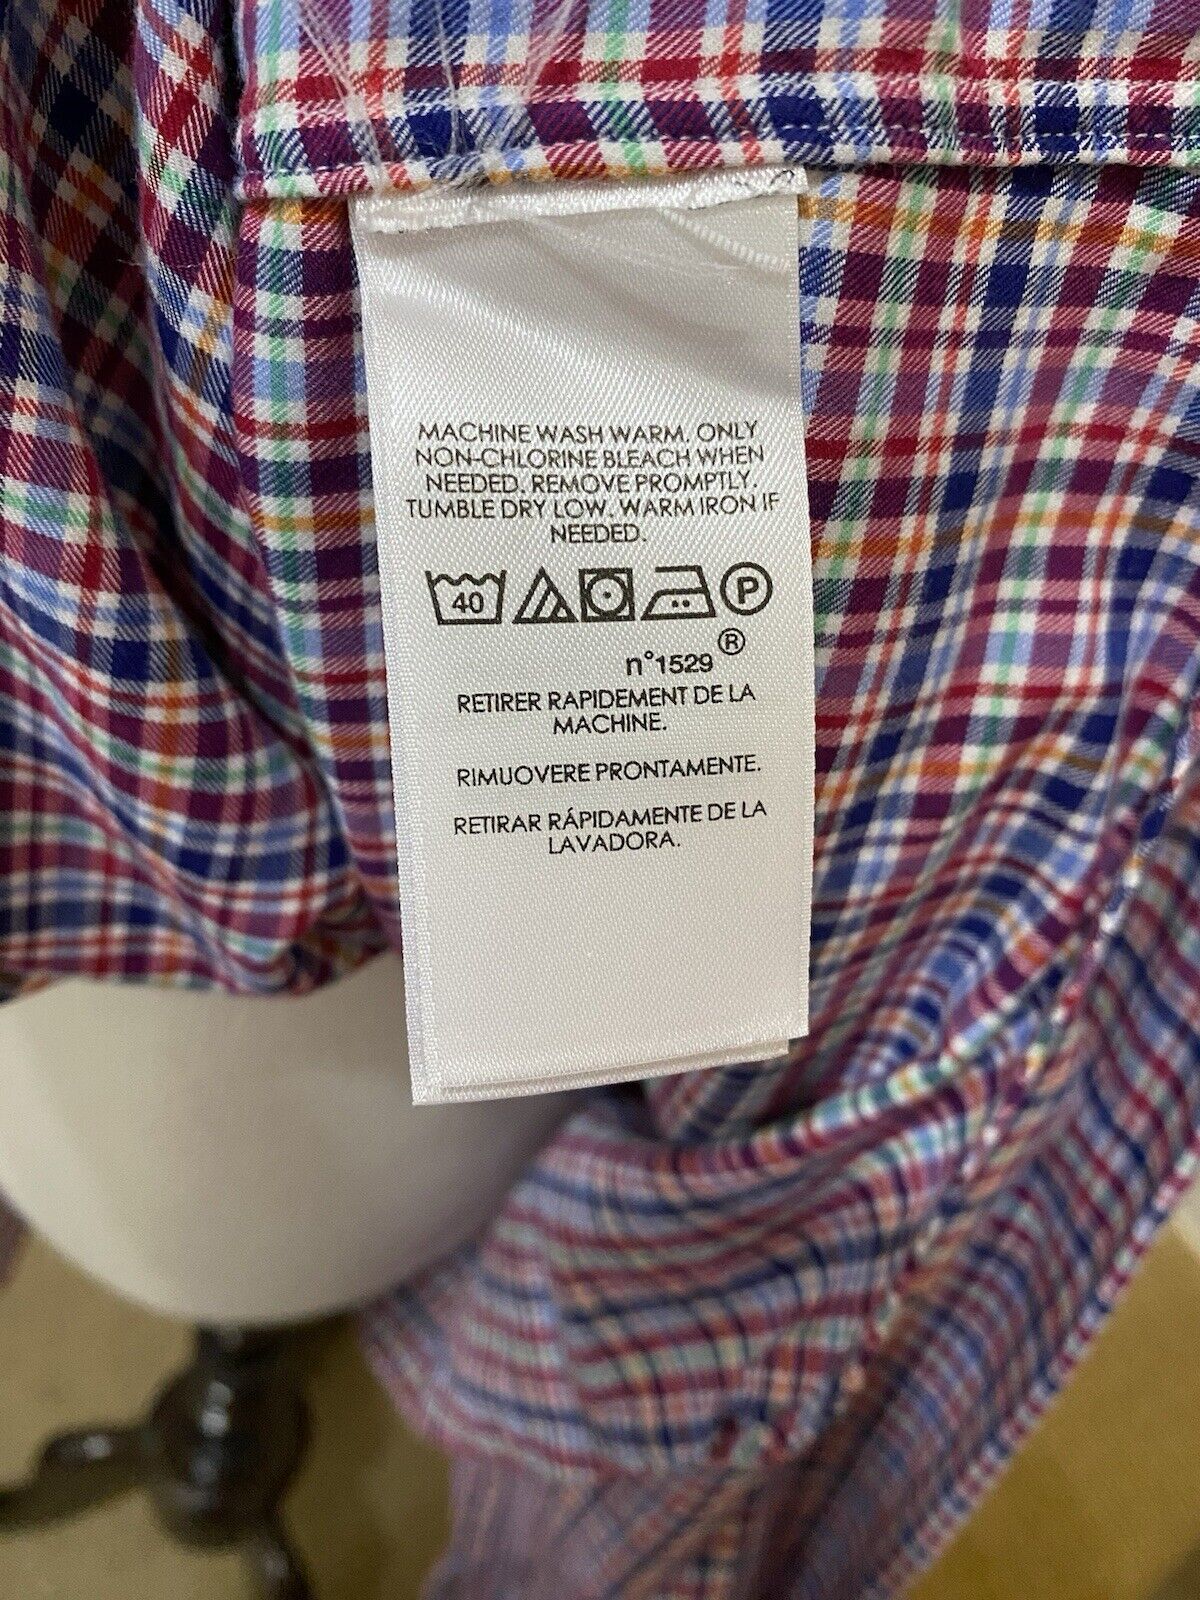 MACHINE WASH WARM. ONLY
NON-CHLORINE BLEACH WHEN
NEEDED. REMOVE PROMPTLY.
TUMBLE DRY LOW. WARM IRON IF
NEEDED.
40 P
n°1529 ®
RETIRER RAPIDEMENT DE LA
MACHINE.
RIMUOVERE PRONTAMENTE.
RETIRAR RÁPIDAMENTE DE LA
LAVADORA.